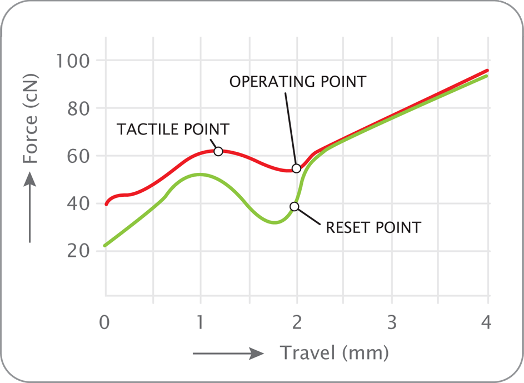 Force (cN)
100
80
60
40
20
OPERATING POINT
TACTILE POINT
RESET POINT
0
1
2
3
4
Travel (mm)